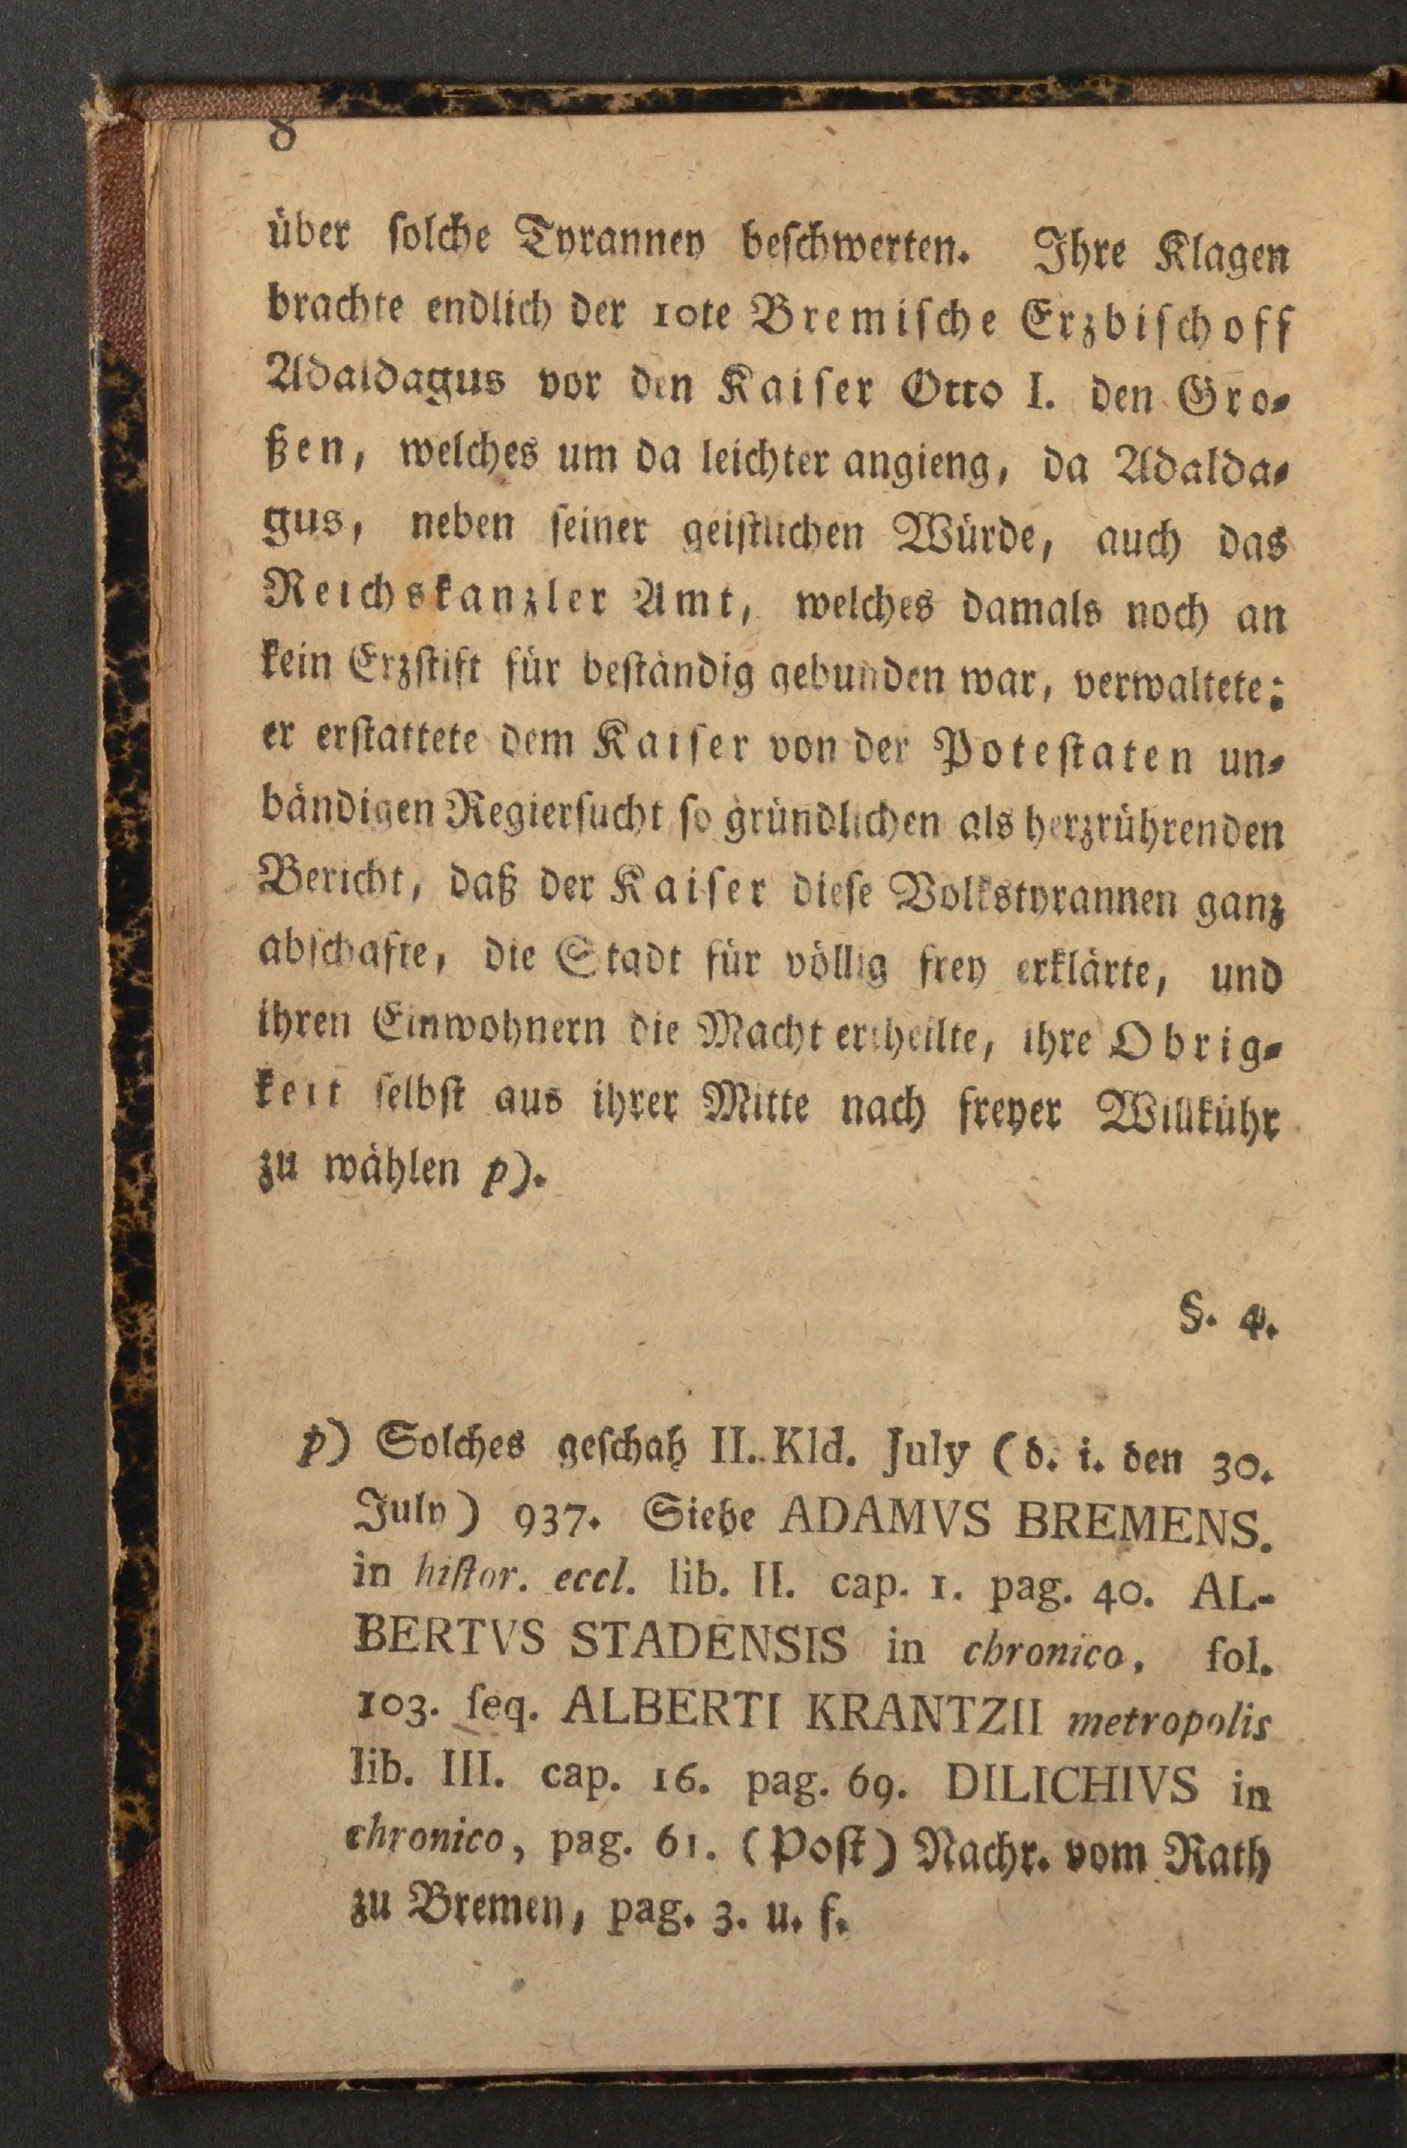 8
über ſolche Tyranney beſchwerten. Ihre Klagen
brachte endlich der 10te Bremiſche Erzbiſchoff
Adaldagus vor den Kaiſer Otto I. den Gro-
ßen, welches um da leichter angieng, da Adalda-
gus, neben ſeiner geiſtlichen Würde, auch das
Reichskanzler Amt, welches damals noch an
kein Erzſtift für beſtändig gebunden war, verwaltete;
er erſtattete dem Kaiſer von der Poteſtaten un-
bändigen Regierſucht ſo gründlichen als herzrührenden
Bericht, daß der Kaiſer dieſe Volkstyrannen ganz
abſchafte, die Stadt für völlig frey erklärte, und
ihren Einwohnern die Macht ertheilte, ihre Obrig-
keit ſelbſt aus ihrer Mitte nach freyer Willkühr
zu wählen p).
§. 4.
p) Solches geſchah II. Kld. July (d. i. den 30.
July) 937. Siehe ADAMVS BREMENS.
in hiſtor. eccl. lib. II. cap. 1. pag. 40. AL-
BERTVS STADENSIS in chronico, fol.
103. ſeq. ALBERTI KRANTZII metropolis
lib. III. cap. 16. pag. 69. DILICHIVS in
chronico, pag. 61. (Poſt) Nachr. vom Rath
zu Bremen, pag. 3. u. f.